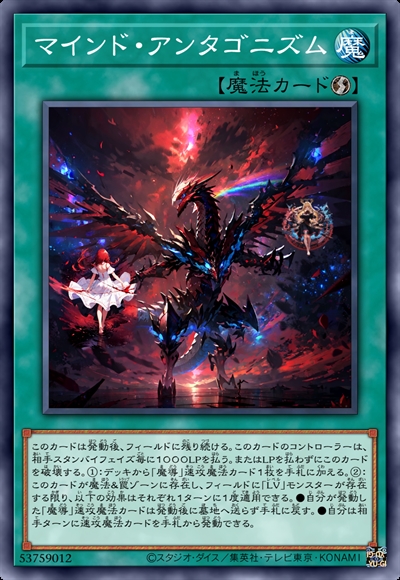 マインド・アンタゴニズム
魔
【魔法カード】
このカードは発動後、フィールドに残り続ける。このカードのコントローラーは、
相手スタンバイフェイズ毎に1000LPを払う。またはLPを払わずにこのカード
を破壊する。①：デッキから「魔導」速攻魔法カード1枚を手札に加える。②：
このカードが魔法&罠ゾーンに存在し、フィールドに「LV」モンスターが存在
する限り、以下の効果はそれぞれ1ターンに1度適用できる。●自分が発動し
た「魔導」速攻魔法カードは発動後に墓地へ送らず手札に戻す。●自分は相
手ターンに速攻魔法カードを手札から発動できる。
53759012
©スタジオ・ダイス／集英社・テレビ東京・KONAMI